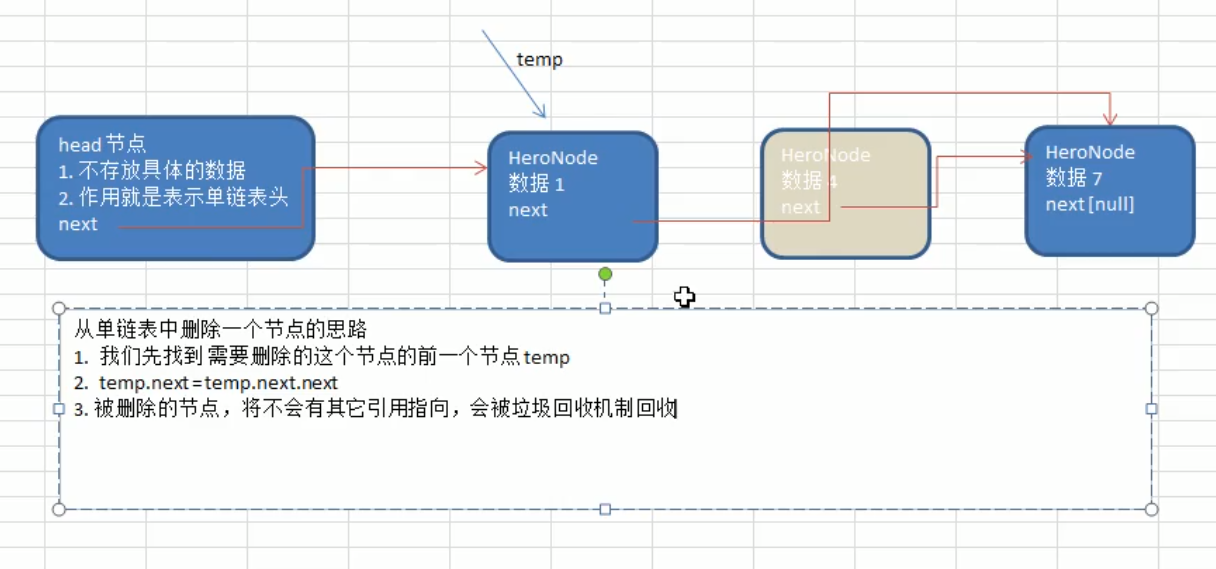 temp
head 节点
1. 不存放具体的数据
2. 作用就是表示单链表头
next
HeroNode
数据 1
next
HeroNode
数据 4
next
HeroNode
数据 7
next [null]
从单链表中删除一个节点的思路
1. 我们先找到 需要删除的这个节点的前一个节点 temp
2. temp.next = temp.next.next
3. 被删除的节点，将不会有其它引用指向，会被垃圾回收机制回收